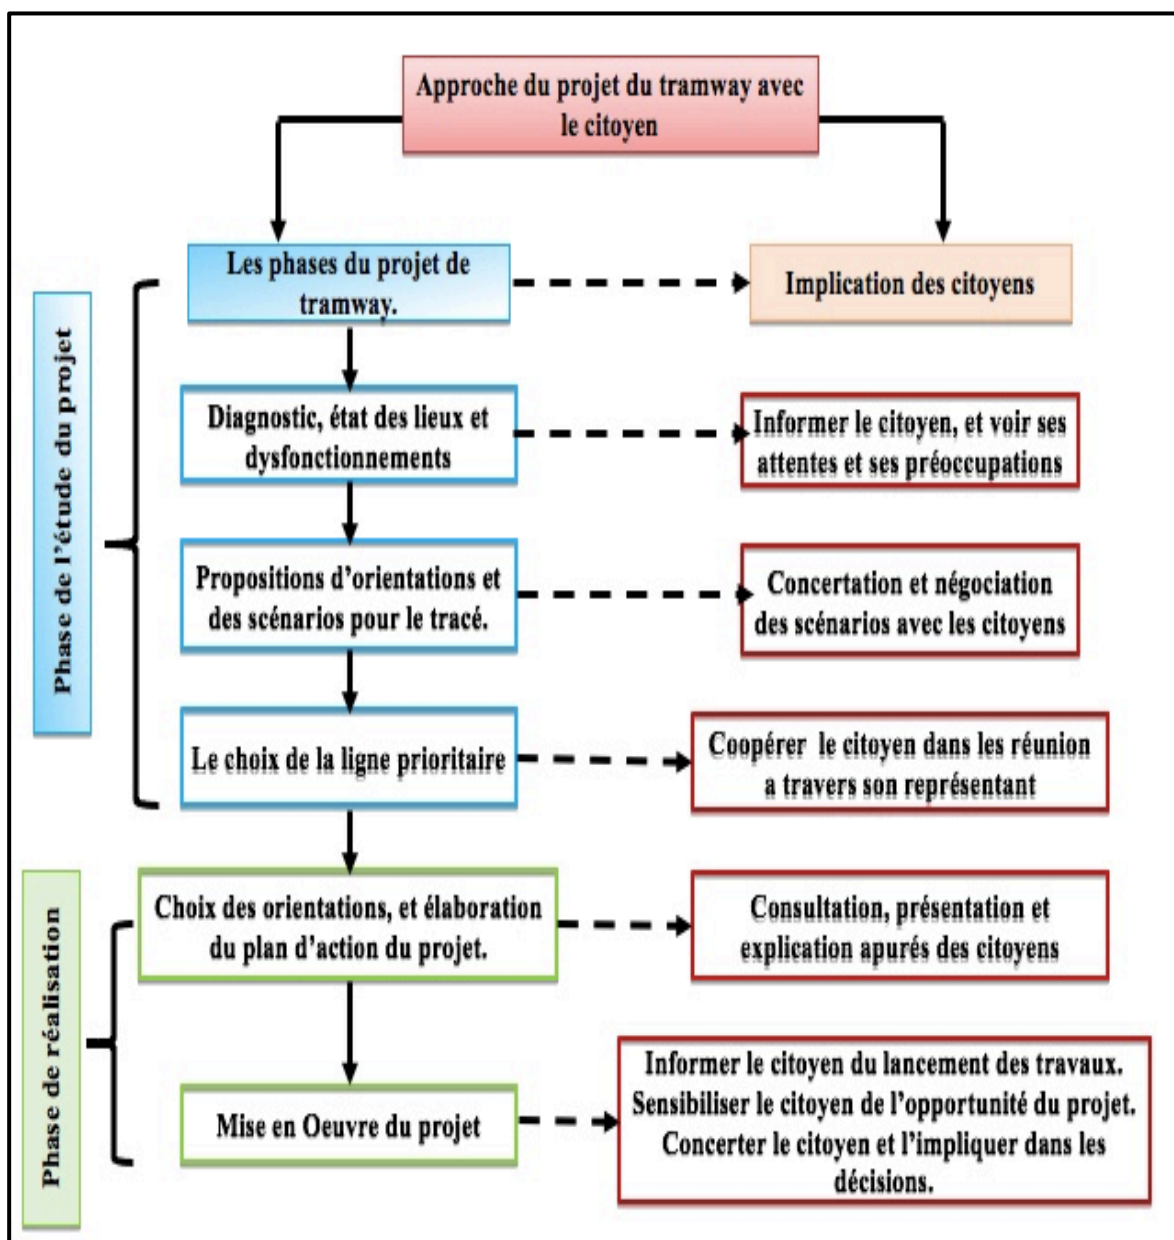 Approche du projet du tramway avec
le citoyen
Les phases du projet de
tramway.
Implication des citoyens
Phase de l'étude du projet
Diagnostic, état des lieux et
dysfonctionnements
Informer le citoyen, et voir ses
attentes et ses préoccupations
Propositions d'orientations et
des scénarios pour le tracé.
Concertation et négociation
des scénarios avec les citoyens
Le choix de la ligne prioritaire
Coopérer le citoyen dans les réunion
a travers son représentant
Phase de réalisation
Choix des orientations, et élaboration
du plan d'action du projet.
Consultation, présentation et
explication apurés des citoyens
Mise en Oeuvre du projet
Informer le citoyen du lancement des travaux.
Sensibiliser le citoyen de l'opportunité du projet.
Concerter le citoyen et l'impliquer dans les
décisions.